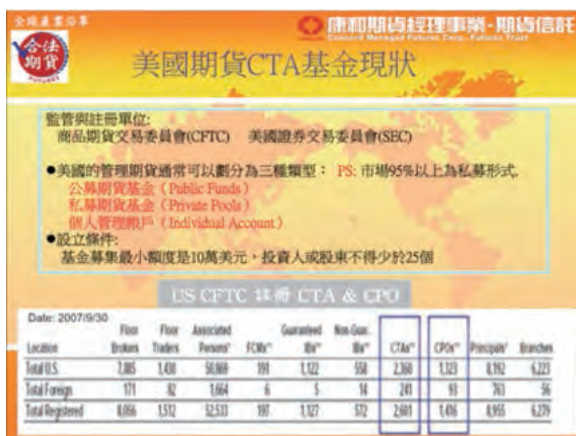 全球產業沿革
康和期貨經理事業·期貨信託
Concord Managed Futures Corp., Futures Trust
合法
期貨
FUTURES
美國期貨CTA基金現狀
監管與註冊單位:
商品期貨交易委員會(CFTC) 美國證券交易委員會(SEC)
●美國的管理期貨通常可以劃分為三種類型： PS: 市場95%以上為私募形式.
公募期貨基金（Public Funds）
私募期貨基金（Private Pools）
個人管理帳戶（Individual Account）
●設立條件:
基金募集最小額度是10萬美元，投資人或股東不得少於25個
US CFTC 註冊 CTA & CPO
Date: 2007/9/30
Floor Floor Associated Guaranteed Non-Guar.
Location Brokers Traders Persons FCMs IBs IBs CTAs CPOs Principals Branches
Total U.S. 1,430 191 1,122 558 2,360 1,323 8,192 6,223
Total Foreign 171 82 1,664 6 5 14 241 93 763 56
Total Registered 1,512 52,533 197 1,127 572 2,601 1,416 8,955 6,279